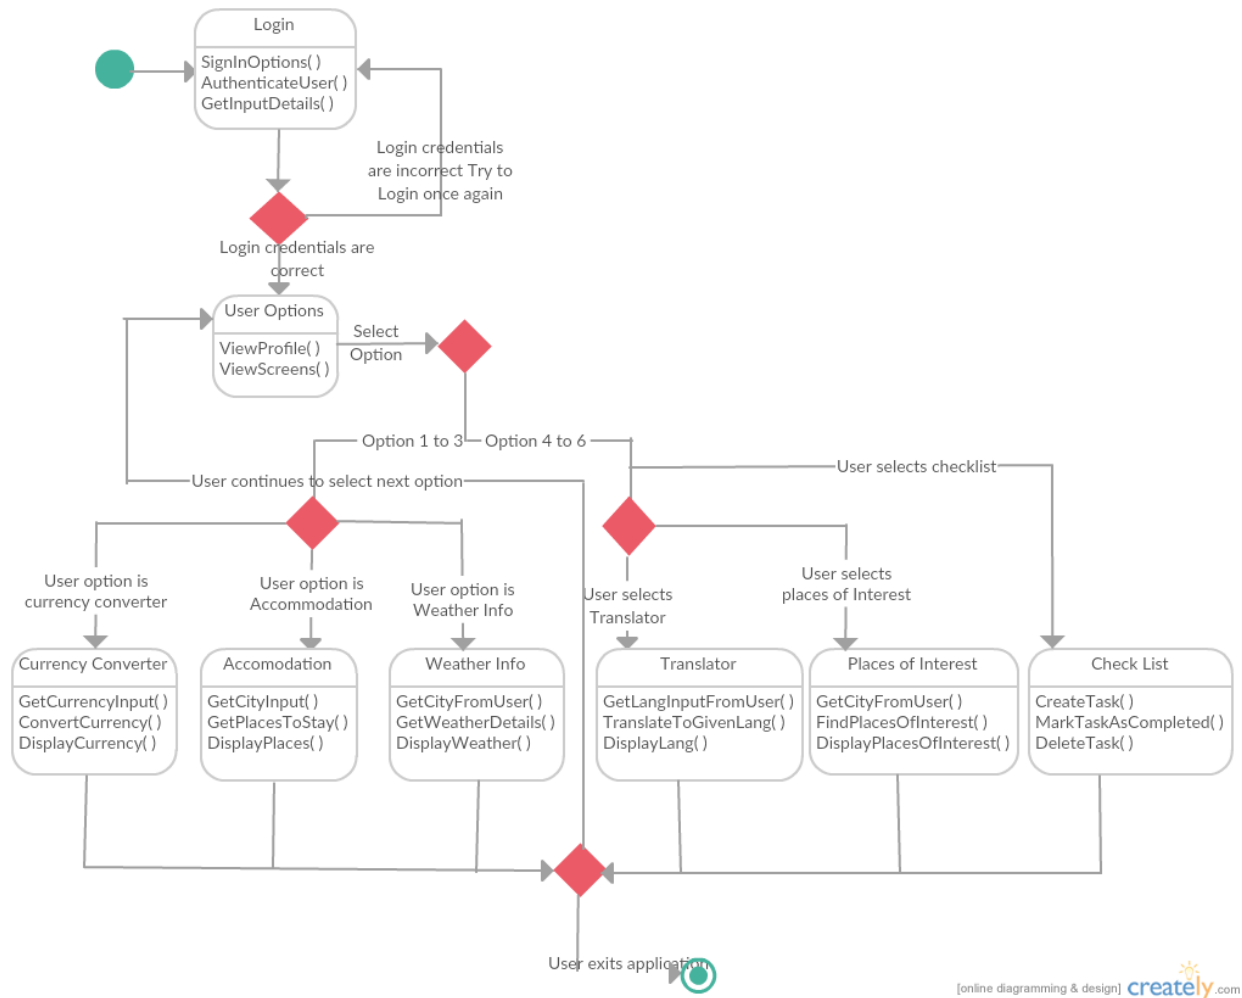 Login
SignInOptions( )
AuthenticateUser( )
GetInputDetails( )
Login credentials
are incorrect Try to
Login once again
Login credentials are
correct
User Options
ViewProfile( )
ViewScreens( )
Select
Option
Option 1 to 3
Option 4 to 6
User selects checklist
User continues to select next option
User option is
currency converter
User option is
Accommodation
User option is
Weather Info
User selects
Translator
User selects
places of Interest
Currency Converter
GetCurrencyInput( )
ConvertCurrency( )
DisplayCurrency( )
Accomodation
GetCityInput( )
GetPlacesToStay( )
DisplayPlaces( )
Weather Info
GetCityFromUser( )
GetWeatherDetails( )
DisplayWeather( )
Translator
GetLangInputFromUser( )
TranslateToGivenLang( )
DisplayLang( )
Places of Interest
GetCityFromUser( )
FindPlacesOfInterest( )
DisplayPlacesOfInterest( )
Check List
CreateTask( )
MarkTaskAsCompleted( )
DeleteTask( )
User exits application
[online diagramming & design] creately.com